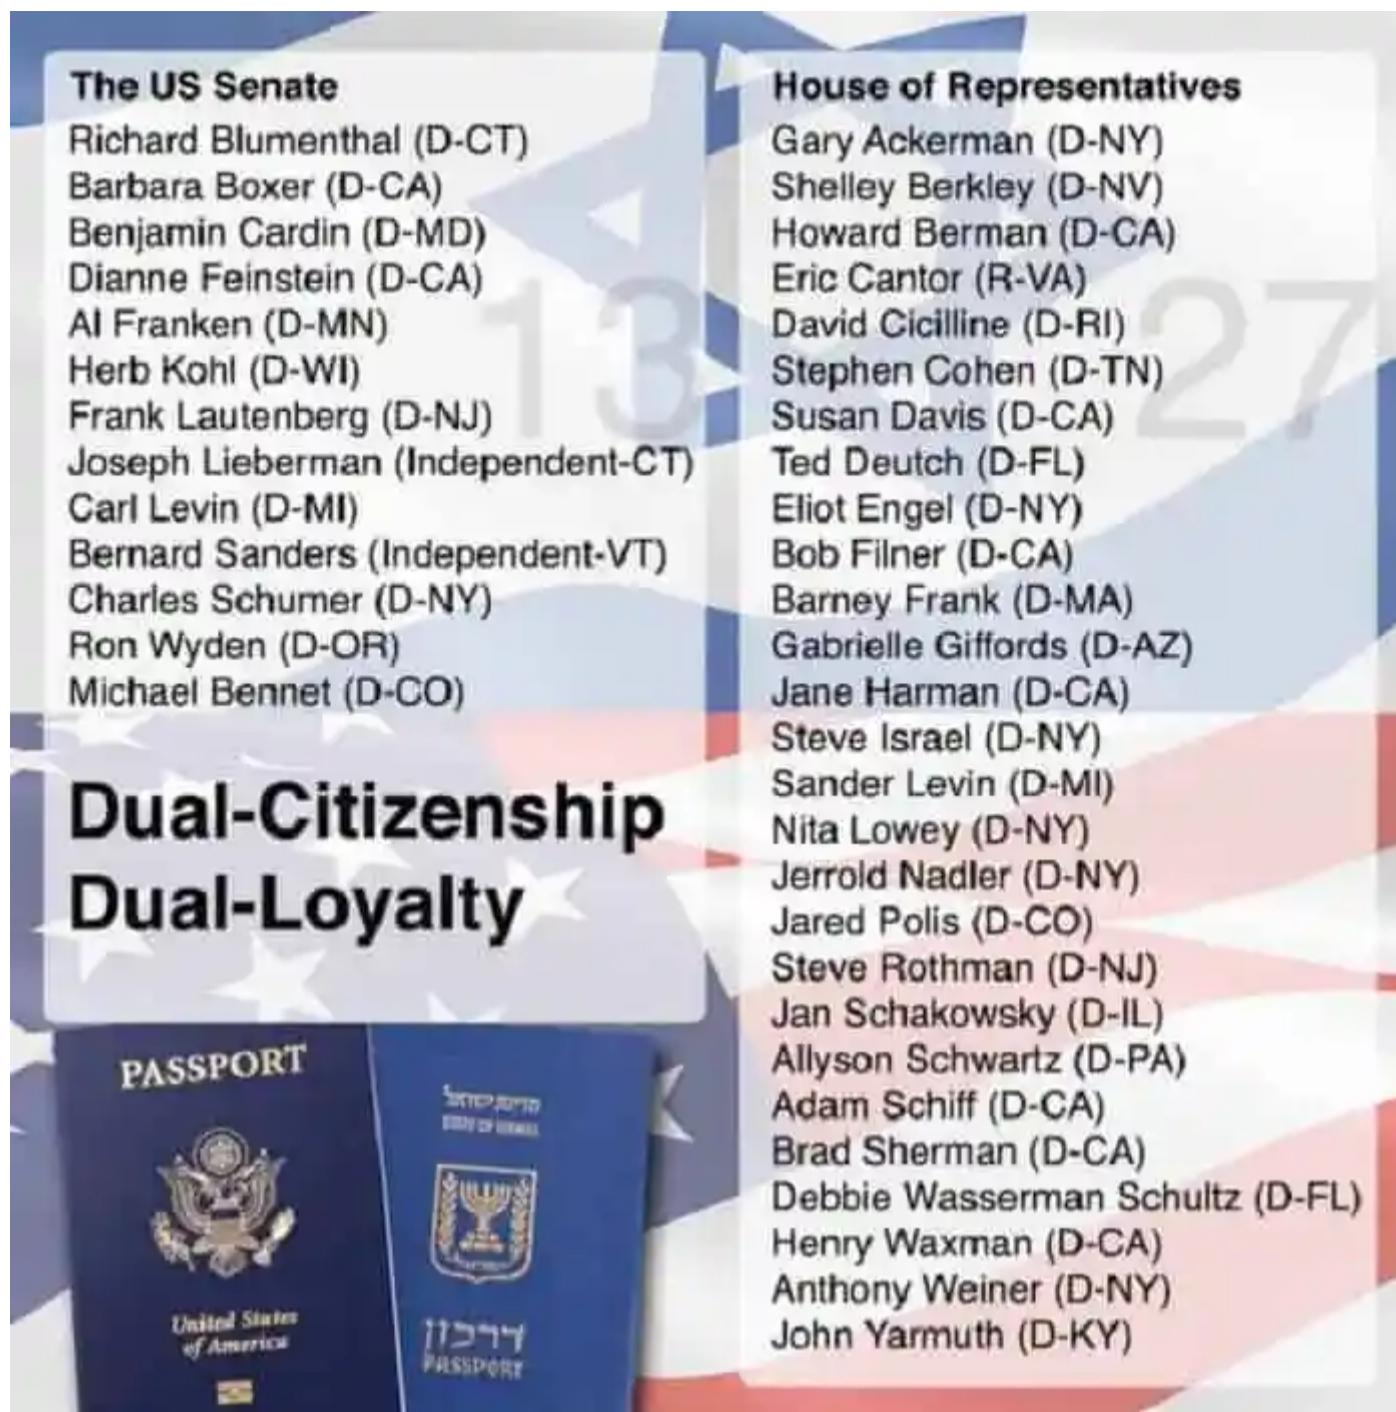 The US Senate
Richard Blumenthal (D-CT)
Barbara Boxer (D-CA)
Benjamin Cardin (D-MD)
Dianne Feinstein (D-CA)
Al Franken (D-MN)
Herb Kohl (D-WI)
Frank Lautenberg (D-NJ)
Joseph Lieberman (Independent-CT)
Carl Levin (D-MI)
Bernard Sanders (Independent-VT)
Charles Schumer (D-NY)
Ron Wyden (D-OR)
Michael Bennet (D-CO)
13
Dual-Citizenship
Dual-Loyalty
PASSPORT
United States
of America
מדינת ישראל
STATE OF ISRAEL
דרכון
PASSPORT
House of Representatives
Gary Ackerman (D-NY)
Shelley Berkley (D-NV)
Howard Berman (D-CA)
Eric Cantor (R-VA)
David Cicilline (D-RI)
Stephen Cohen (D-TN)
Susan Davis (D-CA)
Ted Deutch (D-FL)
Eliot Engel (D-NY)
Bob Filner (D-CA)
Barney Frank (D-MA)
Gabrielle Giffords (D-AZ)
Jane Harman (D-CA)
Steve Israel (D-NY)
Sander Levin (D-MI)
Nita Lowey (D-NY)
Jerrold Nadler (D-NY)
Jared Polis (D-CO)
Steve Rothman (D-NJ)
Jan Schakowsky (D-IL)
Allyson Schwartz (D-PA)
Adam Schiff (D-CA)
Brad Sherman (D-CA)
Debbie Wasserman Schultz (D-FL)
Henry Waxman (D-CA)
Anthony Weiner (D-NY)
John Yarmuth (D-KY)
27